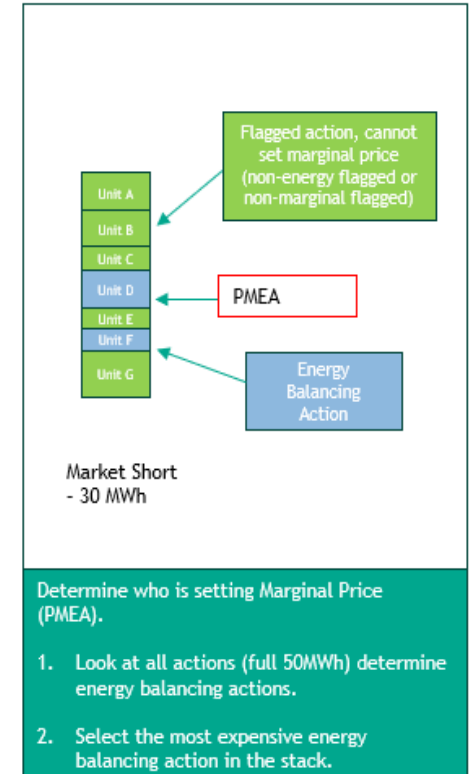 Flagged action, cannot
set marginal price
(non-energy flagged or
non-marginal flagged)
Unit A
Unit B
Unit C
Unit D
PMEA
Unit E
Unit F
Unit G
Energy
Balancing
Action
Market Short
- 30 MWh
Determine who is setting Marginal Price
(PMEA).
1. Look at all actions (full 50MWh) determine
energy balancing actions.
2. Select the most expensive energy
balancing action in the stack.